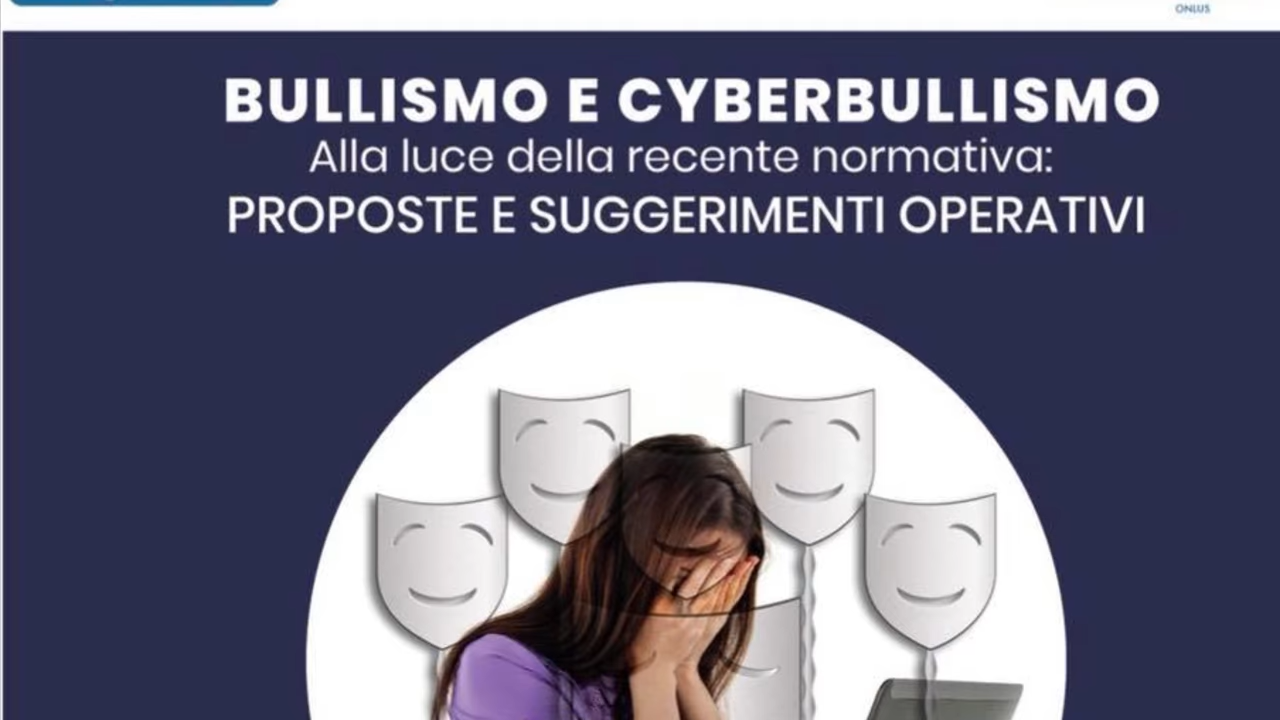 ONLUS
BULLISMO E CYBERBULLISMO
Alla luce della recente normativa:
PROPOSTE E SUGGERIMENTI OPERATIVI